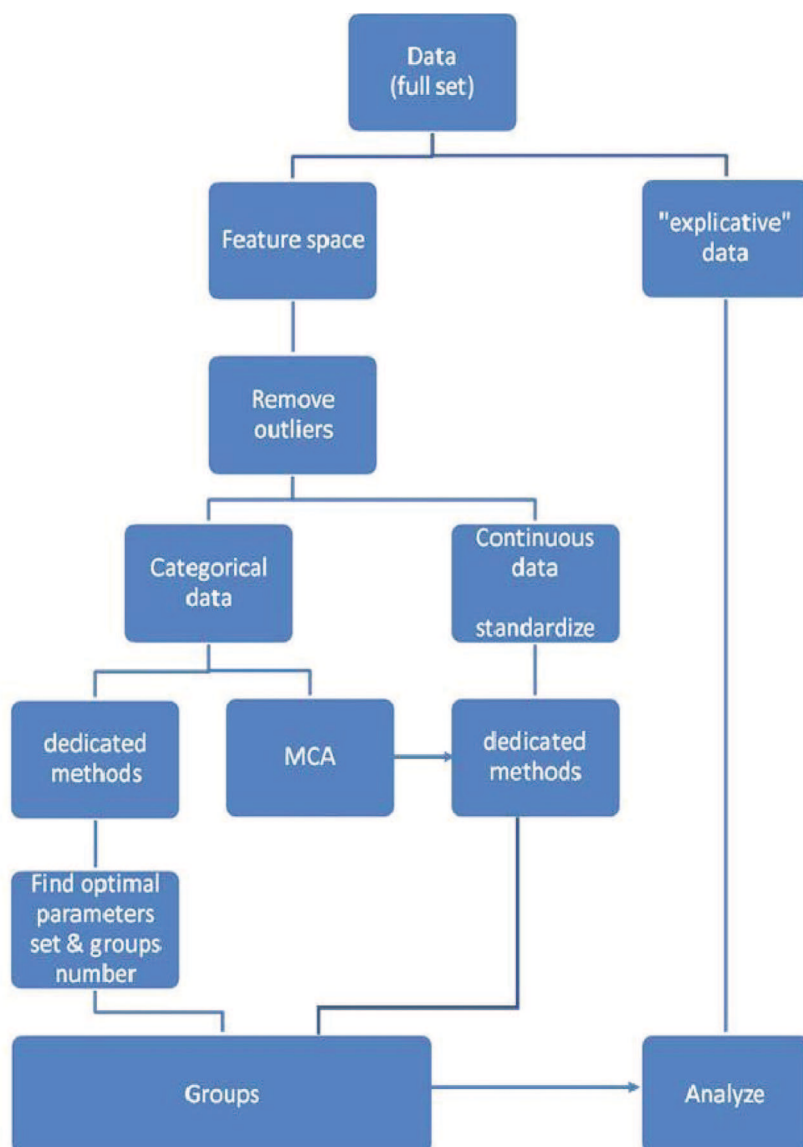 Data
(full set)
Feature space
"explicative"
data
Remove
outliers
Categorical
data
Continuous
data
standardize
dedicated
methods
MCA
dedicated
methods
Find optimal
parameters
set & groups
number
Groups
Analyze